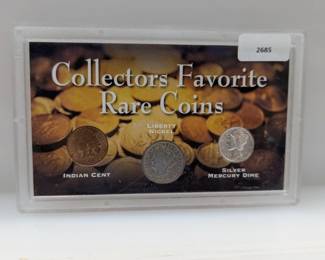 2685
Collectors Favorite
Rare Coins
Liberty
Nickel
Indian Cent
Silver
Mercury Dime